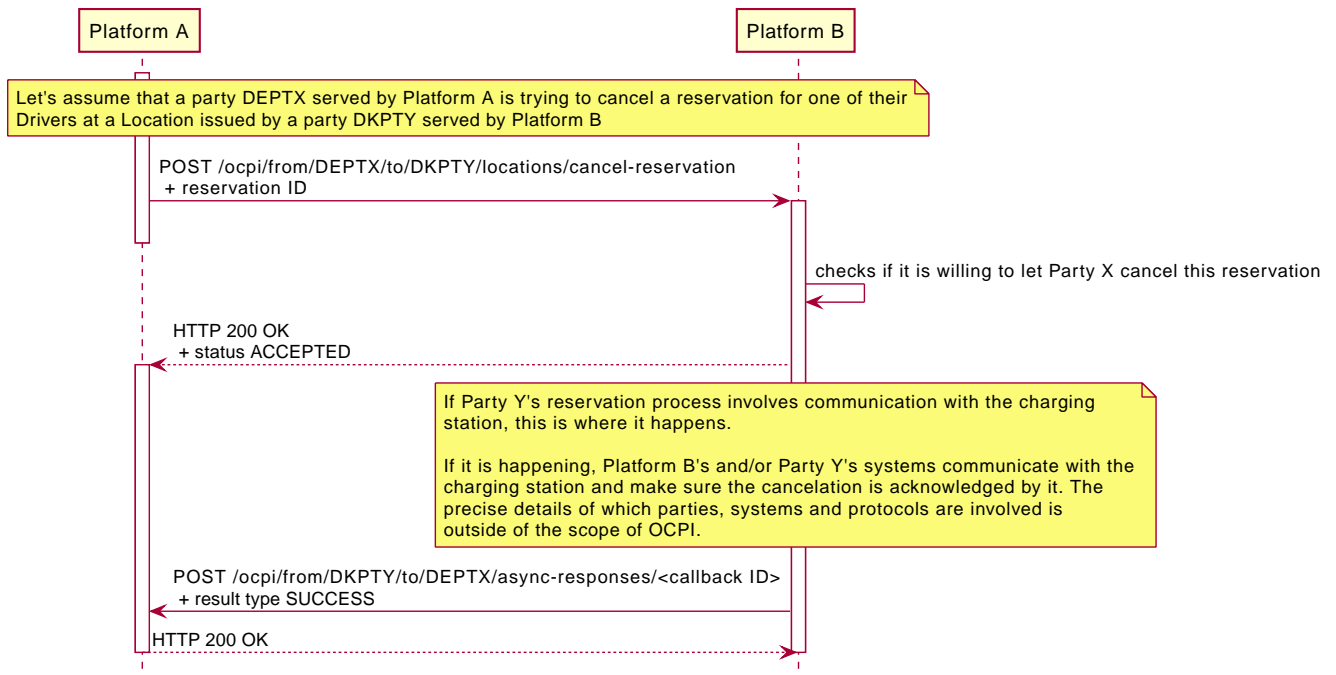 Platform A
Platform B
Let's assume that a party DEPTX served by Platform A is trying to cancel a reservation for one of their
Drivers at a Location issued by a party DKPTY served by Platform B
POST /ocpi/from/DEPTX/to/DKPTY/locations/cancel-reservation
+ reservation ID
checks if it is willing to let Party X cancel this reservation
HTTP 200 OK
+ status ACCEPTED
If Party Y's reservation process involves communication with the charging
station, this is where it happens.
If it is happening, Platform B's and/or Party Y's systems communicate with the
charging station and make sure the cancelation is acknowledged by it. The
precise details of which parties, systems and protocols are involved is
outside of the scope of OCPI.
POST /ocpi/from/DKPTY/to/DEPTX/async-responses/<callback ID>
+ result type SUCCESS
HTTP 200 OK